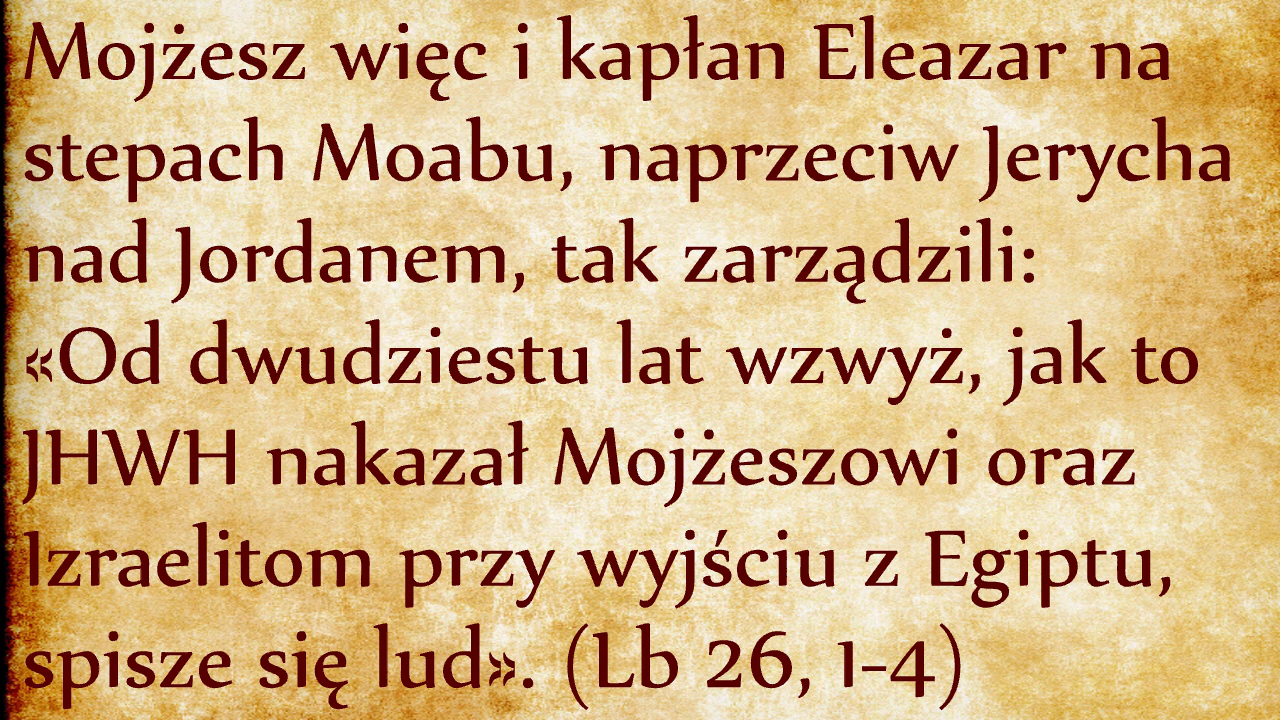 Mojżesz więc i kapłan Eleazar na
stepach Moabu, naprzeciw Jerycha
nad Jordanem, tak zarządzili:
«Od dwudziestu lat wzwyż, jak to
JHWH nakazał Mojżeszowi oraz
Izraelitom przy wyjściu z Egiptu,
spisze się lud». (Lb 26, 1-4)